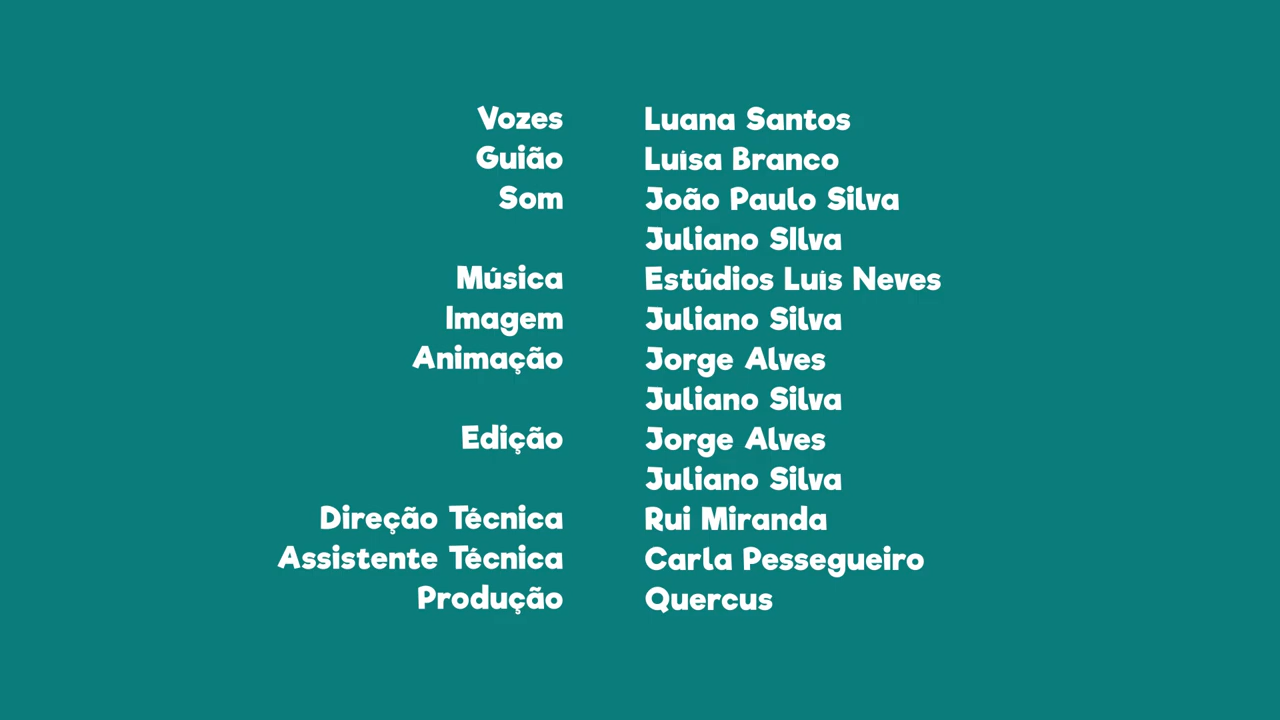 Vozes Luana Santos
Guião Luísa Branco
Som João Paulo Silva
Juliano SIlva
Música Estúdios Luís Neves
Imagem Juliano Silva
Animação Jorge Alves
Juliano Silva
Edição Jorge Alves
Juliano Silva
Direção Técnica Rui Miranda
Assistente Técnica Carla Pessegueiro
Produção Quercus